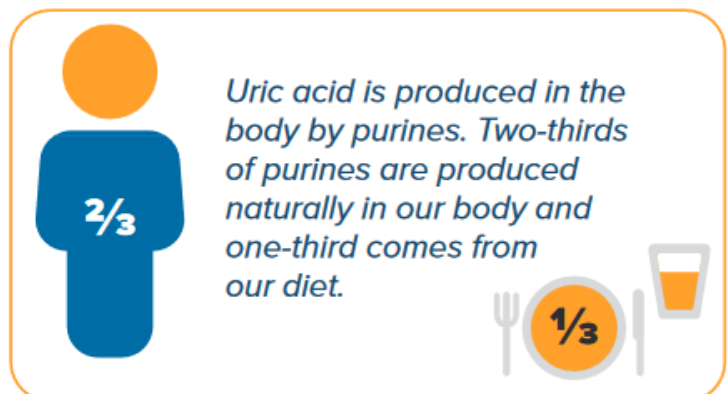 Uric acid is produced in the
body by purines. Two-thirds
of purines are produced
naturally in our body and
one-third comes from
our diet.
⅔
⅓